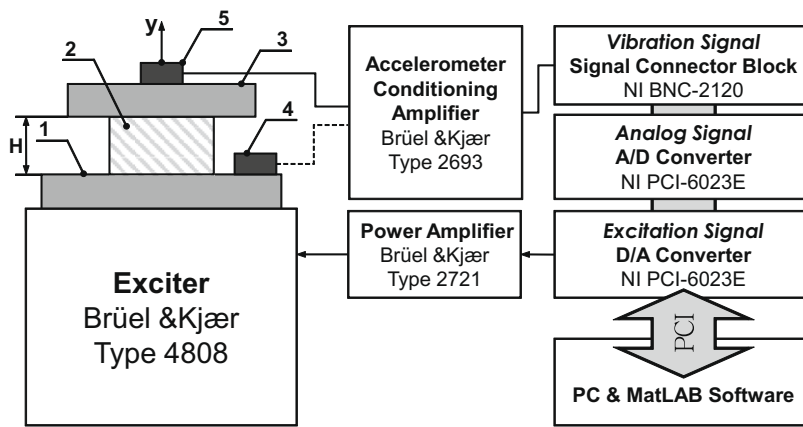 y
5
2
3
1
4
H
Exciter
Brüel &Kjær
Type 4808
Accelerometer
Conditioning
Amplifier
Brüel &Kjær
Type 2693
Power Amplifier
Brüel &Kjær
Type 2721
Vibration Signal
Signal Connector Block
NI BNC-2120
Analog Signal
A/D Converter
NI PCI-6023E
Excitation Signal
D/A Converter
NI PCI-6023E
PCI
PC & MatLAB Software